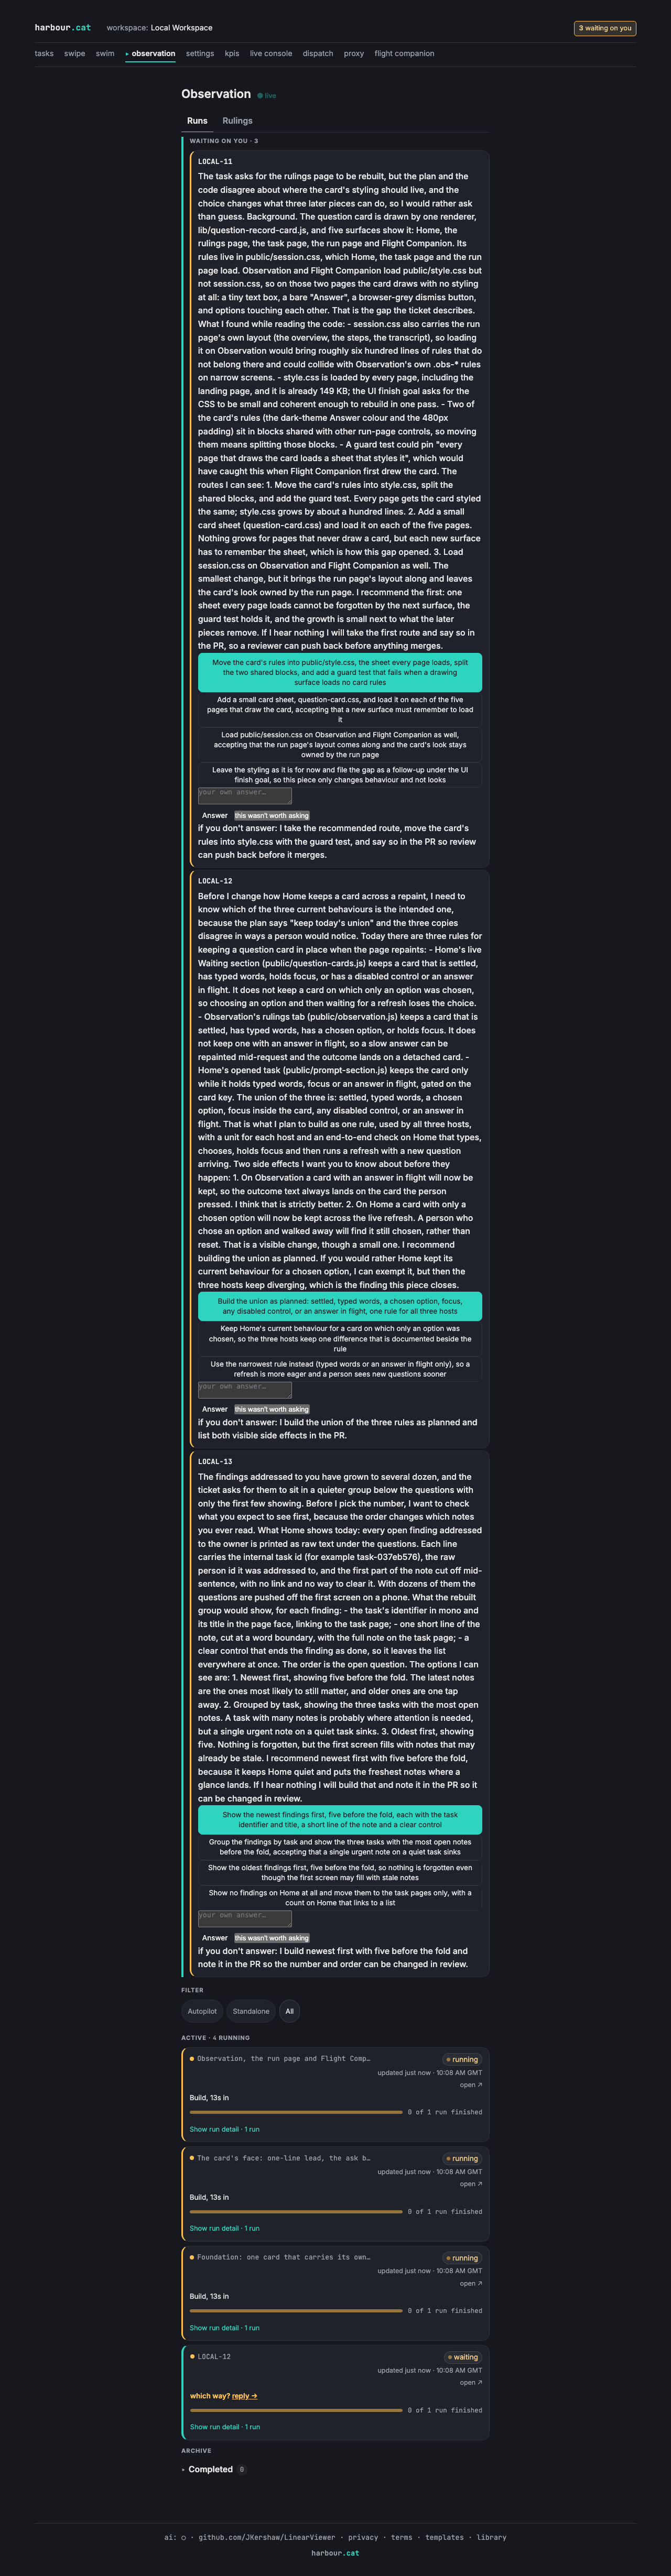 harbour.cat
workspace: Local Workspace
3 waiting on you
tasks
swipe
swim
▸ observation
settings
kpis
live console
dispatch
proxy
flight companion
Observation
live
Runs
Rulings
WAITING ON YOU · 3
LOCAL-11
The task asks for the rulings page to be rebuilt, but the plan and the
code disagree about where the card's styling should live, and the
choice changes what three later pieces can do, so I would rather ask
than guess. Background. The question card is drawn by one renderer,
lib/question-record-card.js, and five surfaces show it: Home, the
rulings page, the task page, the run page and Flight Companion. Its
rules live in public/session.css, which Home, the task page and the run
page load. Observation and Flight Companion load public/style.css but
not session.css, so on those two pages the card draws with no styling
at all: a tiny text box, a bare "Answer", a browser-grey dismiss button,
and options touching each other. That is the gap the ticket describes.
What I found while reading the code: - session.css also carries the run
page's own layout (the overview, the steps, the transcript), so loading
it on Observation would bring roughly six hundred lines of rules that do
not belong there and could collide with Observation's own .obs-* rules
on narrow screens. - style.css is loaded by every page, including the
landing page, and it is already 149 KB; the UI finish goal asks for the
CSS to be small and coherent enough to rebuild in one pass. - Two of
the card's rules (the dark-theme Answer colour and the 480px
padding) sit in blocks shared with other run-page controls, so moving
them means splitting those blocks. - A guard test could pin "every
page that draws the card loads a sheet that styles it", which would
have caught this when Flight Companion first drew the card. The
routes I can see: 1. Move the card's rules into style.css, split the
shared blocks, and add the guard test. Every page gets the card styled
the same; style.css grows by about a hundred lines. 2. Add a small
card sheet (question-card.css) and load it on each of the five pages.
Nothing grows for pages that never draw a card, but each new surface
has to remember the sheet, which is how this gap opened. 3. Load
session.css on Observation and Flight Companion as well. The
smallest change, but it brings the run page's layout along and leaves
the card's look owned by the run page. I recommend the first: one
sheet every page loads cannot be forgotten by the next surface, the
guard test holds it, and the growth is small next to what the later
pieces remove. If I hear nothing I will take the first route and say so in
the PR, so a reviewer can push back before anything merges.
Move the card's rules into public/style.css, the sheet every page loads, split
the two shared blocks, and add a guard test that fails when a drawing
surface loads no card rules
Add a small card sheet, question-card.css, and load it on each of the five
pages that draw the card, accepting that a new surface must remember to load
it
Load public/session.css on Observation and Flight Companion as well,
accepting that the run page's layout comes along and the card's look stays
owned by the run page
Leave the styling as it is for now and file the gap as a follow-up under the UI
finish goal, so this piece only changes behaviour and not looks
your own answer…
Answer
this wasn't worth asking
if you don't answer: I take the recommended route, move the card's
rules into style.css with the guard test, and say so in the PR so review
can push back before it merges.
LOCAL-12
Before I change how Home keeps a card across a repaint, I need to
know which of the three current behaviours is the intended one,
because the plan says "keep today's union" and the three copies
disagree in ways a person would notice. Today there are three rules for
keeping a question card in place when the page repaints: - Home's live
Waiting section (public/question-cards.js) keeps a card that is settled,
has typed words, holds focus, or has a disabled control or an answer
in flight. It does not keep a card on which only an option was chosen,
so choosing an option and then waiting for a refresh loses the choice.
- Observation's rulings tab (public/observation.js) keeps a card that is
settled, has typed words, has a chosen option, or holds focus. It does
not keep one with an answer in flight, so a slow answer can be
repainted mid-request and the outcome lands on a detached card. -
Home's opened task (public/prompt-section.js) keeps the card only
while it holds typed words, focus or an answer in flight, gated on the
card key. The union of the three is: settled, typed words, a chosen
option, focus inside the card, any disabled control, or an answer in
flight. That is what I plan to build as one rule, used by all three hosts,
with a unit for each host and an end-to-end check on Home that types,
chooses, holds focus and then runs a refresh with a new question
arriving. Two side effects I want you to know about before they
happen: 1. On Observation a card with an answer in flight will now be
kept, so the outcome text always lands on the card the person
pressed. I think that is strictly better. 2. On Home a card with only a
chosen option will now be kept across the live refresh. A person who
chose an option and walked away will find it still chosen, rather than
reset. That is a visible change, though a small one. I recommend
building the union as planned. If you would rather Home kept its
current behaviour for a chosen option, I can exempt it, but then the
three hosts keep diverging, which is the finding this piece closes.
Build the union as planned: settled, typed words, a chosen option, focus,
any disabled control, or an answer in flight, one rule for all three hosts
Keep Home's current behaviour for a card on which only an option was
chosen, so the three hosts keep one difference that is documented beside the
rule
Use the narrowest rule instead (typed words or an answer in flight only), so a
refresh is more eager and a person sees new questions sooner
your own answer…
Answer
this wasn't worth asking
if you don't answer: I build the union of the three rules as planned and
list both visible side effects in the PR.
LOCAL-13
The findings addressed to you have grown to several dozen, and the
ticket asks for them to sit in a quieter group below the questions with
only the first few showing. Before I pick the number, I want to check
what you expect to see first, because the order changes which notes
you ever read. What Home shows today: every open finding addressed
to the owner is printed as raw text under the questions. Each line
carries the internal task id (for example task-037eb576), the raw
person id it was addressed to, and the first part of the note cut off mid-
sentence, with no link and no way to clear it. With dozens of them the
questions are pushed off the first screen on a phone. What the rebuilt
group would show, for each finding: - the task's identifier in mono and
its title in the page face, linking to the task page; - one short line of the
note, cut at a word boundary, with the full note on the task page; - a
clear control that ends the finding as done, so it leaves the list
everywhere at once. The order is the open question. The options I can
see are: 1. Newest first, showing five before the fold. The latest notes
are the ones most likely to still matter, and older ones are one tap
away. 2. Grouped by task, showing the three tasks with the most open
notes. A task with many notes is probably where attention is needed,
but a single urgent note on a quiet task sinks. 3. Oldest first, showing
five. Nothing is forgotten, but the first screen fills with notes that may
already be stale. I recommend newest first with five before the fold,
because it keeps Home quiet and puts the freshest notes where a
glance lands. If I hear nothing I will build that and note it in the PR so it
can be changed in review.
Show the newest findings first, five before the fold, each with the task
identifier and title, a short line of the note and a clear control
Group the findings by task and show the three tasks with the most open notes
before the fold, accepting that a single urgent note on a quiet task sinks
Show the oldest findings first, five before the fold, so nothing is forgotten even
though the first screen may fill with stale notes
Show no findings on Home at all and move them to the task pages only, with a
count on Home that links to a list
your own answer…
Answer
this wasn't worth asking
if you don't answer: I build newest first with five before the fold and
note it in the PR so the number and order can be changed in review.
FILTER
Autopilot
Standalone
All
ACTIVE · 4 RUNNING
Observation, the run page and Flight Comp…
running
updated just now · 10:08 AM GMT
open ↗
Build, 13s in
0 of 1 run finished
Show run detail · 1 run
The card's face: one-line lead, the ask b…
running
updated just now · 10:08 AM GMT
open ↗
Build, 13s in
0 of 1 run finished
Show run detail · 1 run
Foundation: one card that carries its own…
running
updated just now · 10:08 AM GMT
open ↗
Build, 13s in
0 of 1 run finished
Show run detail · 1 run
LOCAL-12
waiting
updated just now · 10:08 AM GMT
open ↗
which way? reply →
0 of 1 run finished
Show run detail · 1 run
ARCHIVE
▸ Completed 0
ai: ○ · github.com/JKershaw/LinearViewer · privacy · terms · templates · library
harbour.cat